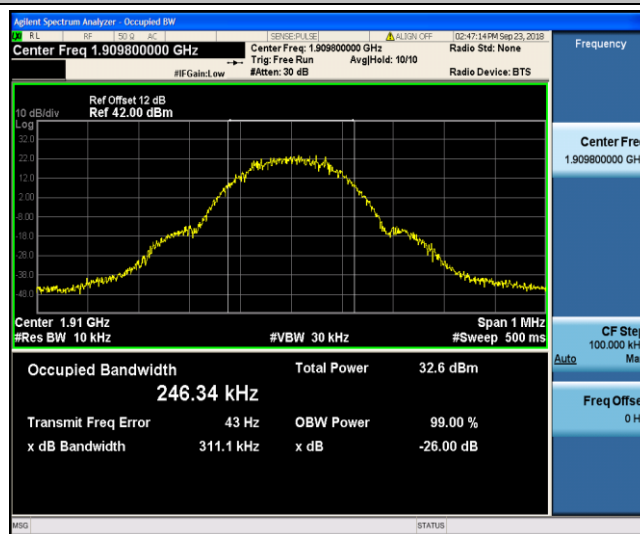 Agilent Spectrum Analyzer - Occupied BW
RL RF 50 Ω AC SENSE:PULSE ALIGN OFF 02:47:14PM Sep 23, 2018
Center Freq 1.909800000 GHz
Center Freq: 1.909800000 GHz Radio Std: None
Trig: Free Run Avg|Hold: 10/10
#IFGain:Low #Atten: 30 dB Radio Device: BTS
Ref Offset 12 dB
10 dB/div Ref 42.00 dBm
Log
32.0
22.0
12.0
2.00
-8.00
-18.0
-28.0
-38.0
-48.0
Center 1.91 GHz Span 1 MHz
#Res BW 10 kHz #VBW 30 kHz #Sweep 500 ms
Occupied Bandwidth Total Power 32.6 dBm
246.34 kHz
Transmit Freq Error 43 Hz OBW Power 99.00 %
x dB Bandwidth 311.1 kHz x dB -26.00 dB
MSG STATUS
Frequency
Center Fre
1.909800000 GH
CF Step
100.000 kH
Auto Ma
Freq Offse
0 H